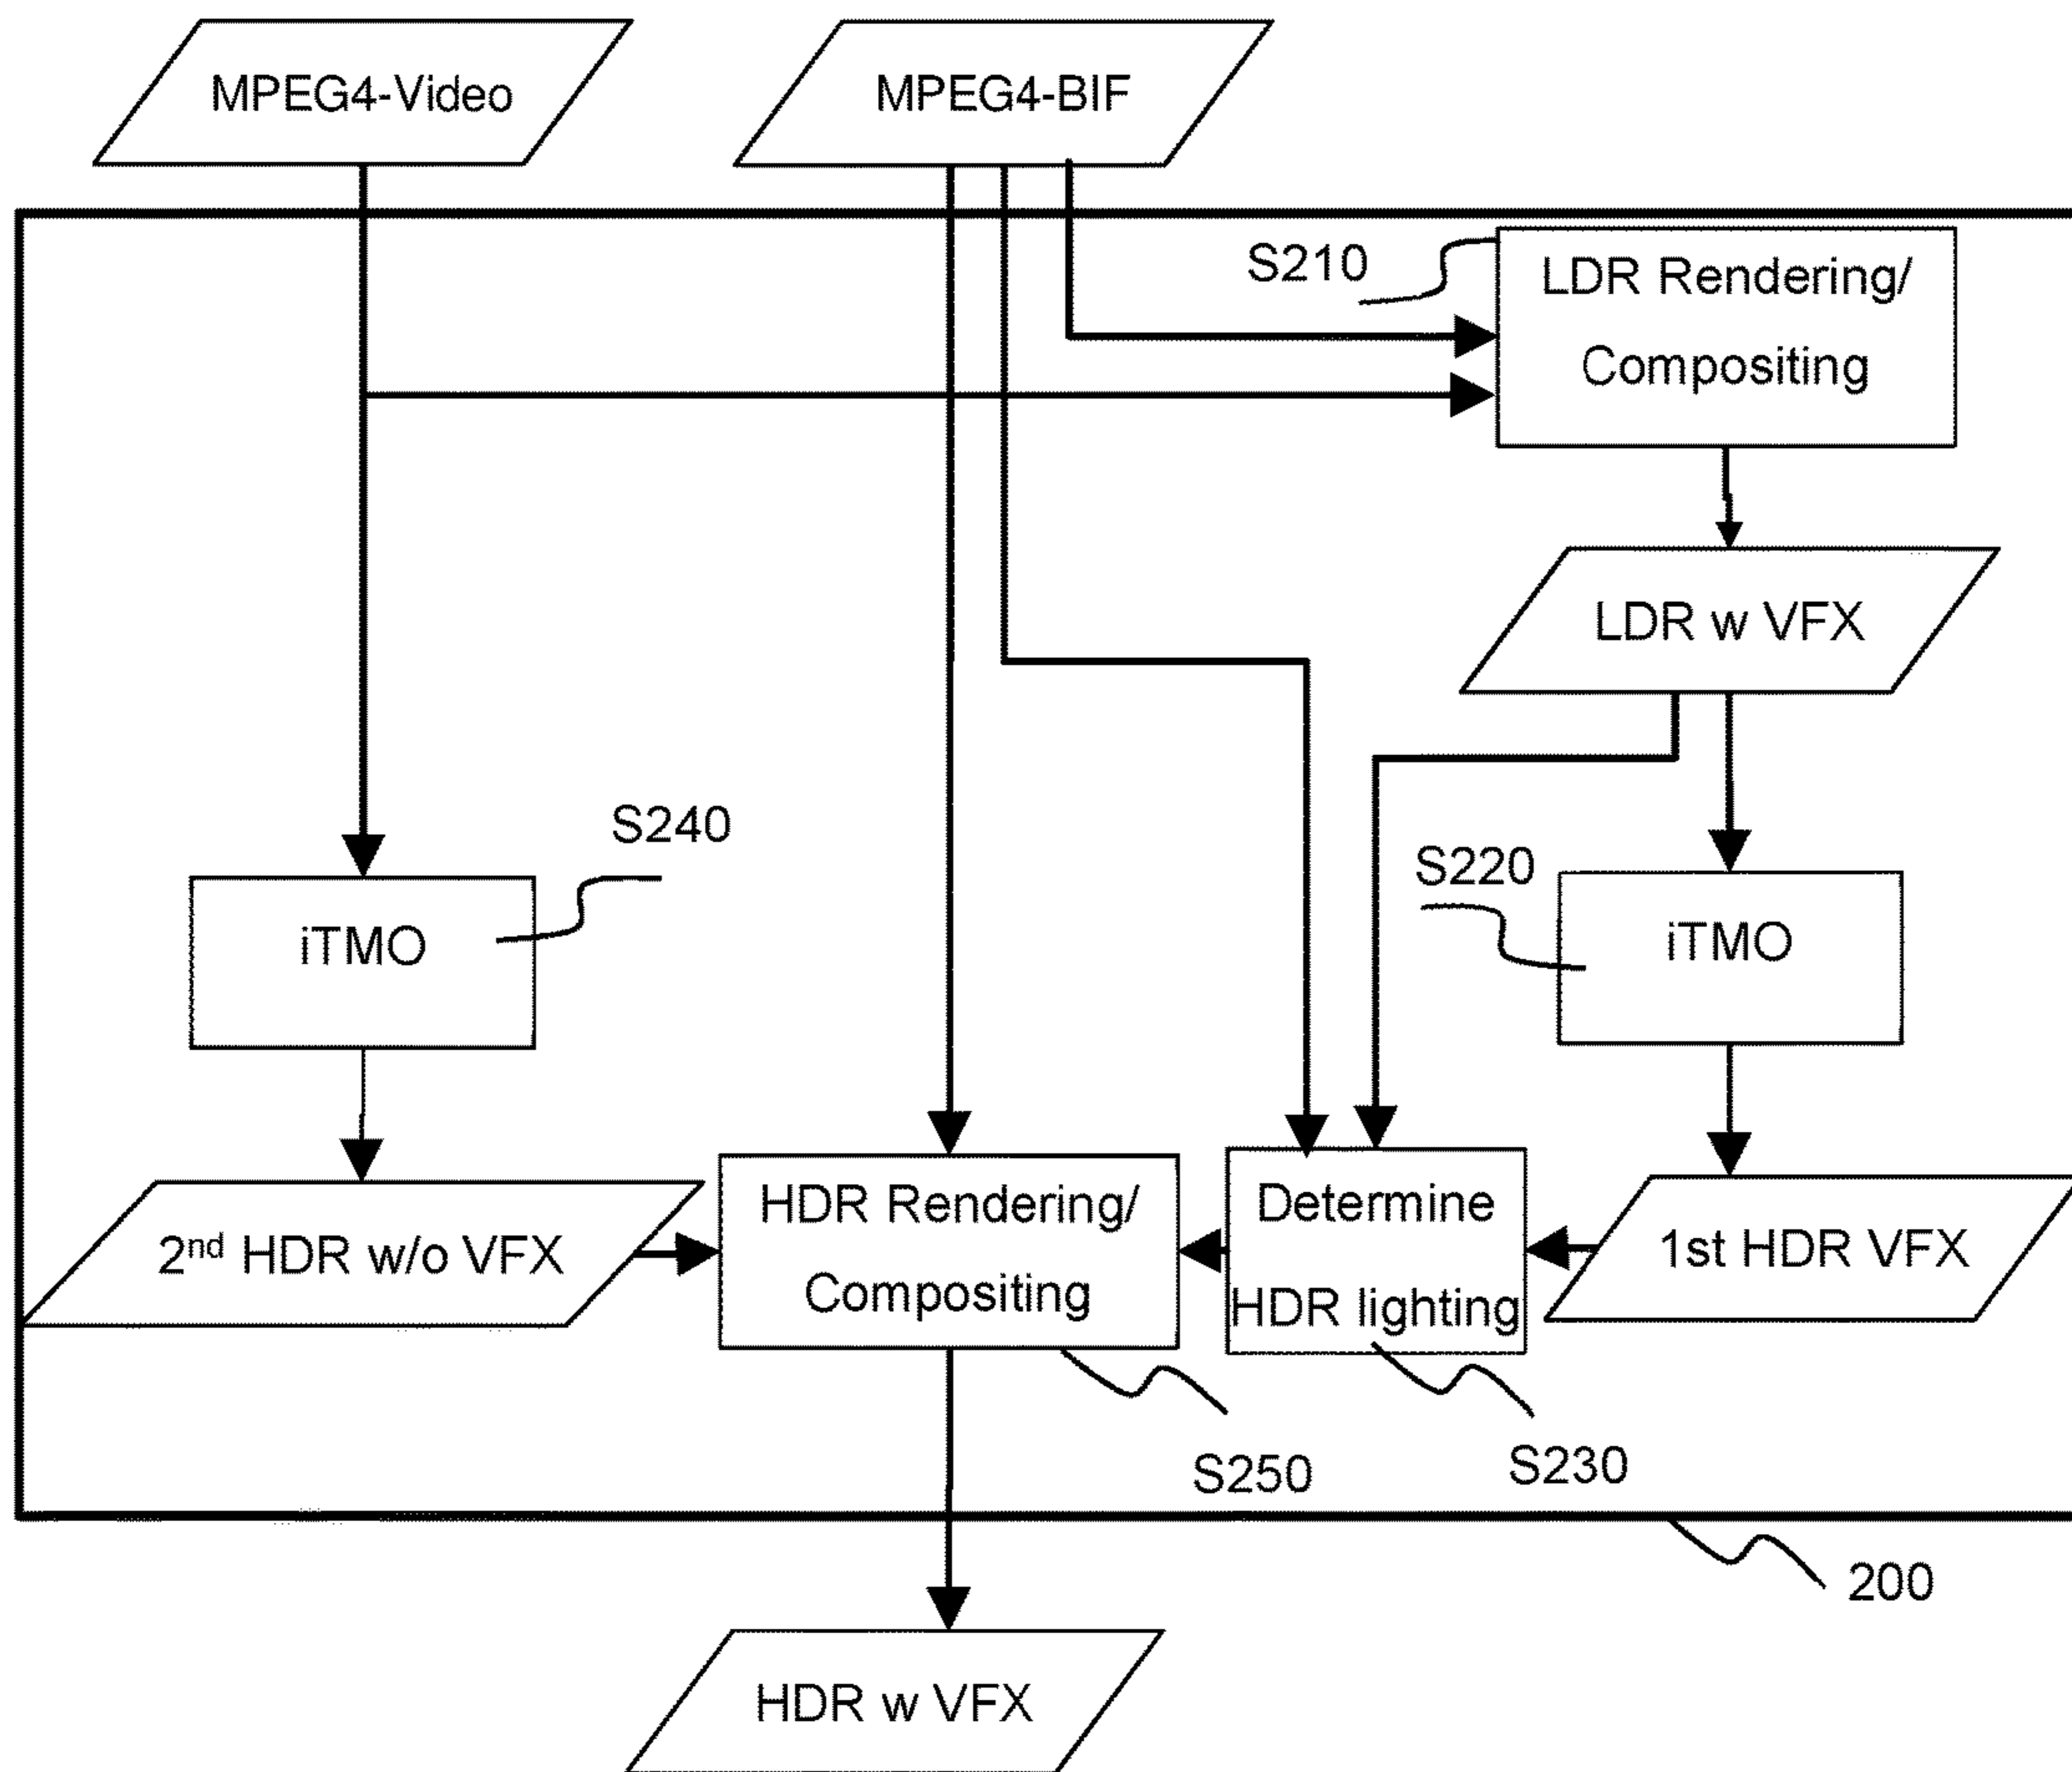 MPEG4-Video
MPEG4-BIF
S210
LDR Rendering/
Compositing
LDR w VFX
S240
S220
iTMO
iTMO
2nd HDR w/o VFX
HDR Rendering/
Compositing
Determine
HDR lighting
1st HDR VFX
S250
S230
200
HDR w VFX